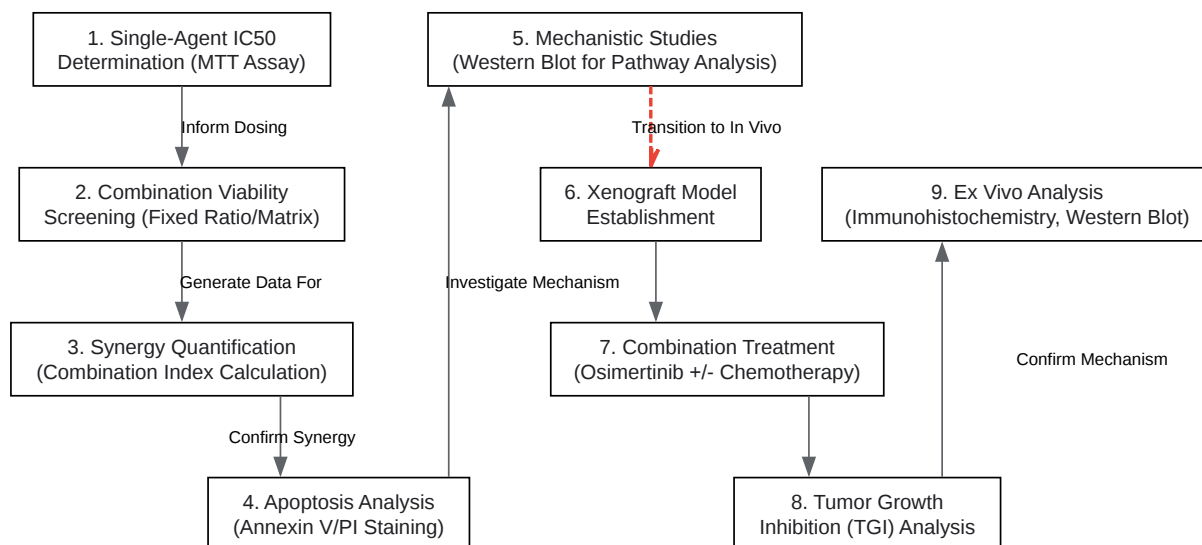 1. Single-Agent IC50
Determination (MTT Assay)
Inform Dosing
2. Combination Viability
Screening (Fixed Ratio/Matrix)
Generate Data For
3. Synergy Quantification
(Combination Index Calculation)
Confirm Synergy
4. Apoptosis Analysis
(Annexin V/PI Staining)
Investigate Mechanism
5. Mechanistic Studies
(Western Blot for Pathway Analysis)
Transition to In Vivo
6. Xenograft Model
Establishment
7. Combination Treatment
(Osimertinib +/- Chemotherapy)
8. Tumor Growth
Inhibition (TGI) Analysis
Confirm Mechanism
9. Ex Vivo Analysis
(Immunohistochemistry, Western Blot)